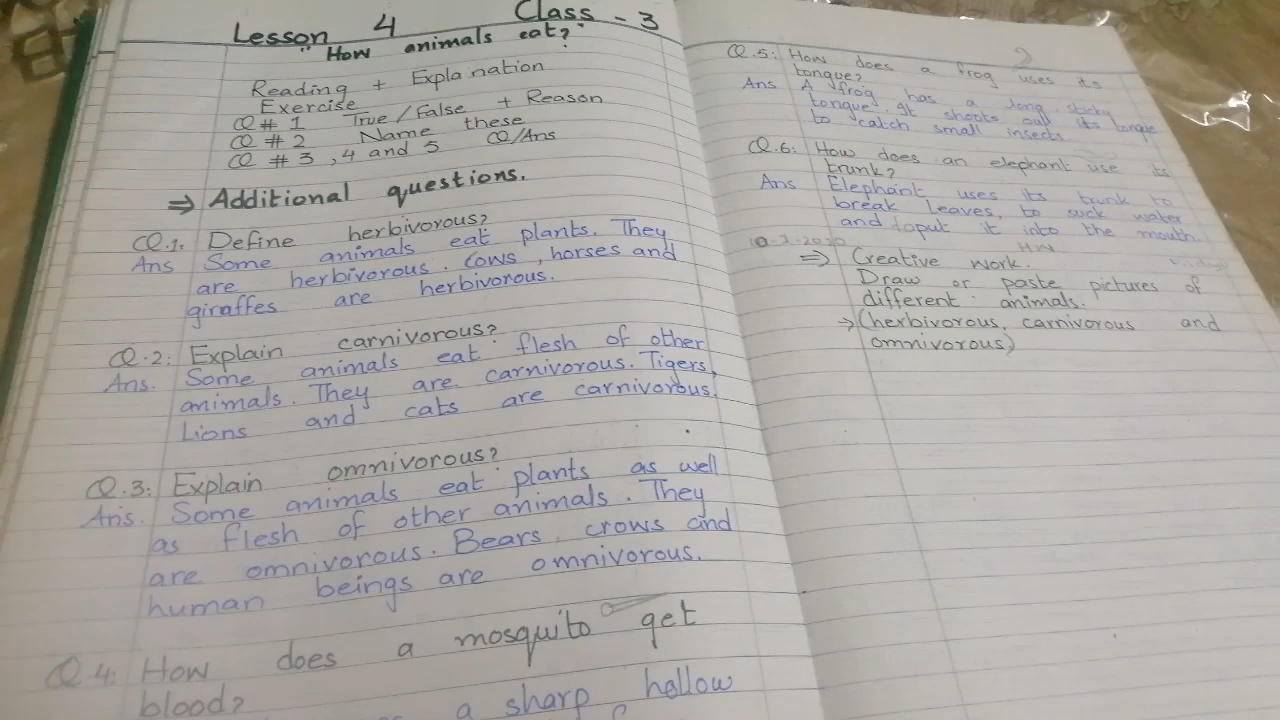 Lesson 4 Class - 3
"How animals eat?"
Reading + Explanation
Exercise
Q # 1 True / False + Reason
Q # 2 Name these
Q # 3, 4 and 5 Q/Ans
⇒ Additional questions.
Q.1. Define herbivorous?
Ans Some animals eat plants. They
are herbivorous. Cows, horses and
giraffes are herbivorous.
Q.2: Explain carnivorous?
Ans. Some animals eat flesh of other
animals. They are carnivorous. Tigers,
Lions and cats are carnivorous.
Q.3: Explain omnivorous?
Ans. Some animals eat plants as well
as flesh of other animals. They
are omnivorous. Bears, crows and
human beings are omnivorous.
Q.4: How does a mosquito get
blood?
a sharp hollow
2
Q.5: How does a frog uses its
tongue?
Ans A frog has a long sticky
tongue. It shoots out its tongue
to catch small insects.
Q.6: How does an elephant use its
trunk?
Ans Elephant uses its trunk to
break leaves, to suck water
and to put it into the mouth.
H.W
⇒ Creative work.
Draw or paste pictures of
different animals.
→ (herbivorous, carnivorous and
omnivorous)